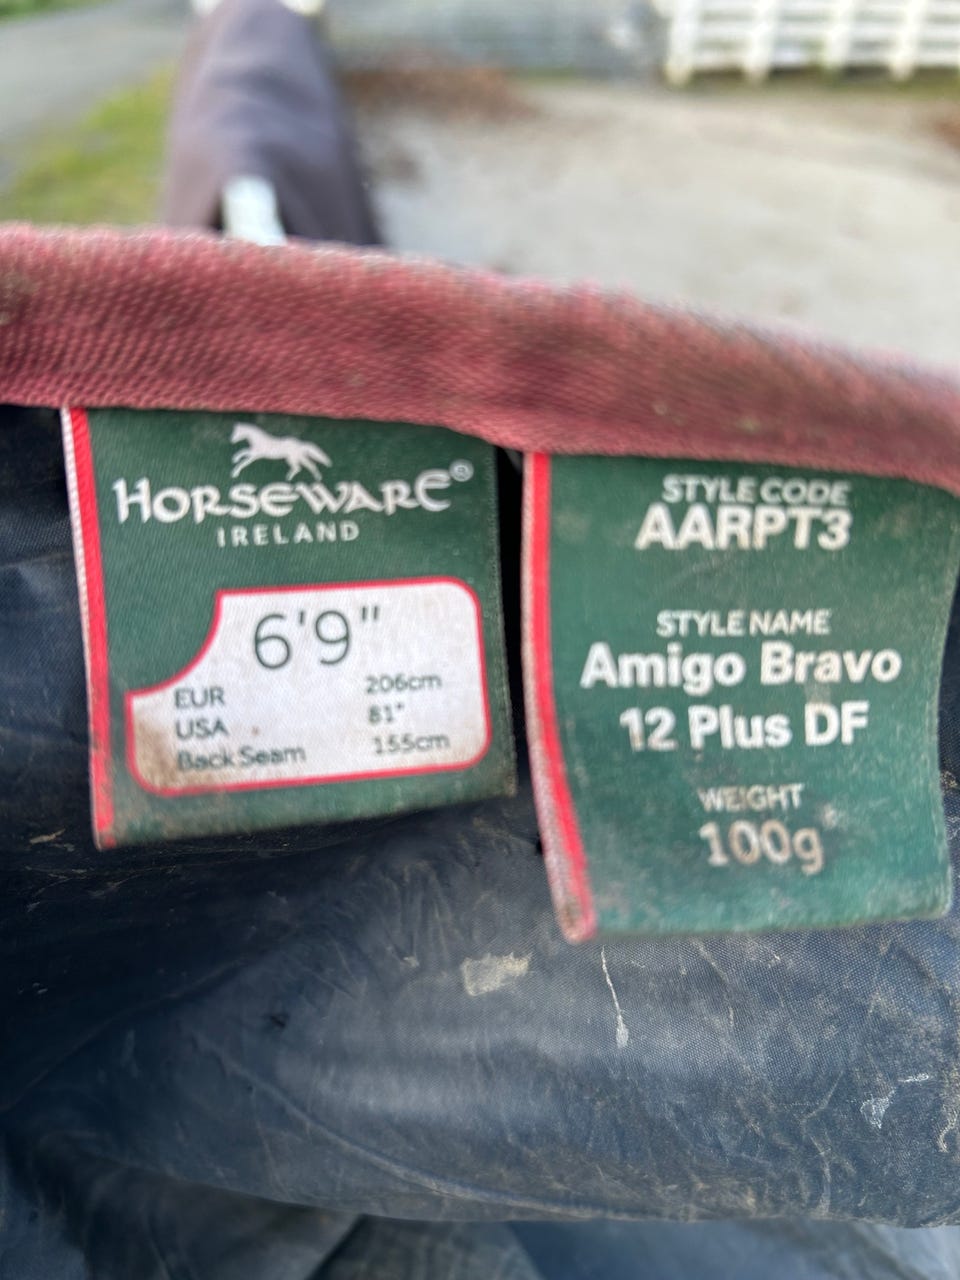 HORSEWARE®
IRELAND
6'9"
EUR 206cm
USA 81"
Back Seam 155cm
STYLE CODE
AARPT3
STYLE NAME
Amigo Bravo
12 Plus DF
WEIGHT
100g